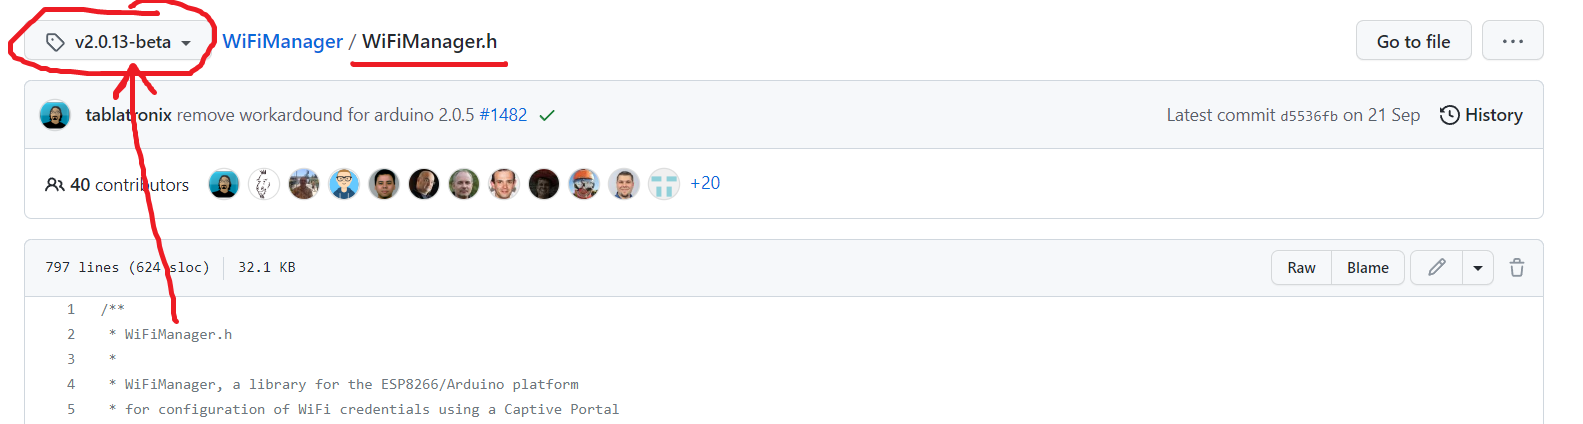 v2.0.13-beta WiFiManager / WiFiManager.h Go to file ...
tablatronix remove workardound for arduino 2.0.5 #1482 Latest commit d5536fb on 21 Sep History
40 contributors +20
797 lines (624 sloc) 32.1 KB Raw Blame
1 /**
2 * WiFiManager.h
3 *
4 * WiFiManager, a library for the ESP8266/Arduino platform
5 * for configuration of WiFi credentials using a Captive Portal